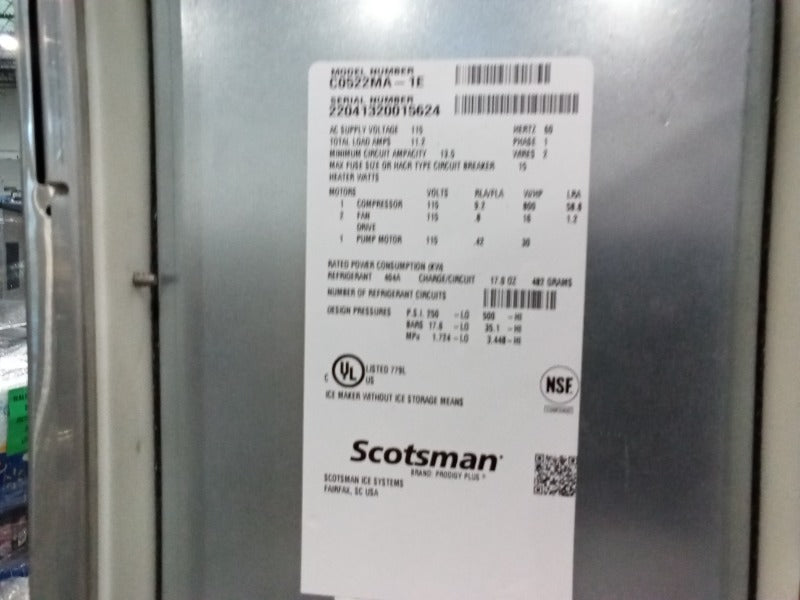 MODEL NUMBER
C0522MA-1E
SERIAL NUMBER
22041320015624
AC SUPPLY VOLTAGE 115 HERTZ 60
TOTAL LOAD AMPS 11.2 PHASE 1
MINIMUM CIRCUIT AMPACITY 13.5 WIRES 2
MAX FUSE SIZE OR HACR TYPE CIRCUIT BREAKER 15
HEATER WATTS
MOTORS VOLTS RLA/FLA W/HP LRA
1 COMPRESSOR 115 9.2 800 58.8
2 FAN 115 .8 16 1.2
DRIVE
1 PUMP MOTOR 115 .42 30
RATED POWER CONSUMPTION (KW)
REFRIGERANT 404A CHARGE/CIRCUIT 17.0 OZ 482 GRAMS
NUMBER OF REFRIGERANT CIRCUITS
DESIGN PRESSURES P.S.I. 250 -LO 500 -HI
BARS 17.6 -LO 35.1 -HI
MPa 1.724 -LO 3.448 -HI
C UL US LISTED 779L
NSF
ICE MAKER WITHOUT ICE STORAGE MEANS
Scotsman
BRAND: PRODIGY PLUS ®
SCOTSMAN ICE SYSTEMS
FAIRFAX, SC USA